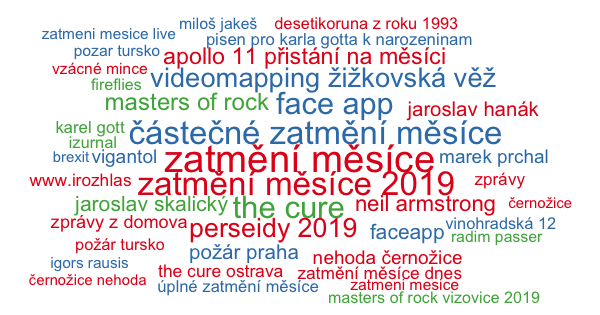 miloš jakeš desetikoruna z roku 1993
zatmeni mesice live pisen pro karla gotta k narozeninam
pozar tursko apollo 11 přistání na měsíci
vzácné mince videomapping žižkovská věž
fireflies
masters of rock face app jaroslav hanák
karel gott částečné zatmění měsíce
izurnal
brexit vigantol zatmění měsíce marek prchal
www.irozhlas zatmění měsíce 2019 zprávy
jaroslav skalický the cure neil armstrong černožice
zprávy z domova perseidy 2019 faceapp vinohradská 12
radim passer
požár tursko požár praha nehoda černožice
igors rausis the cure ostrava zatmění měsíce dnes
černožice nehoda úplné zatmění měsíce zatmeni mesice
masters of rock vizovice 2019